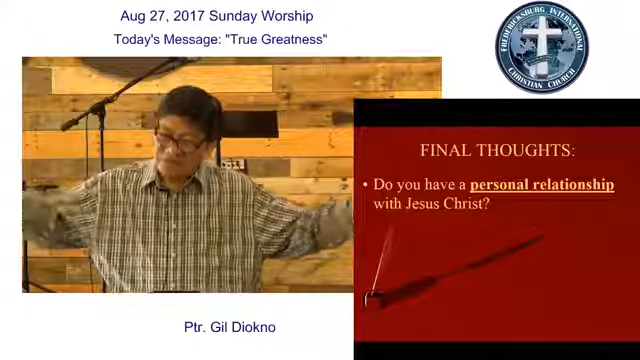 Aug 27, 2017 Sunday Worship
Today's Message: "True Greatness"
FREDERICKSBURG INTERNATIONAL
CHRISTIAN CHURCH
FINAL THOUGHTS:
• Do you have a personal relationship
with Jesus Christ?
Ptr. Gil Diokno